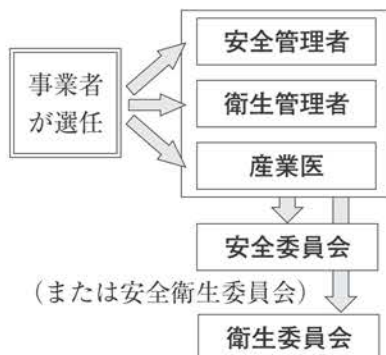 事業者
が選任
安全管理者
衛生管理者
産業医
安全委員会
（または安全衛生委員会）
衛生委員会